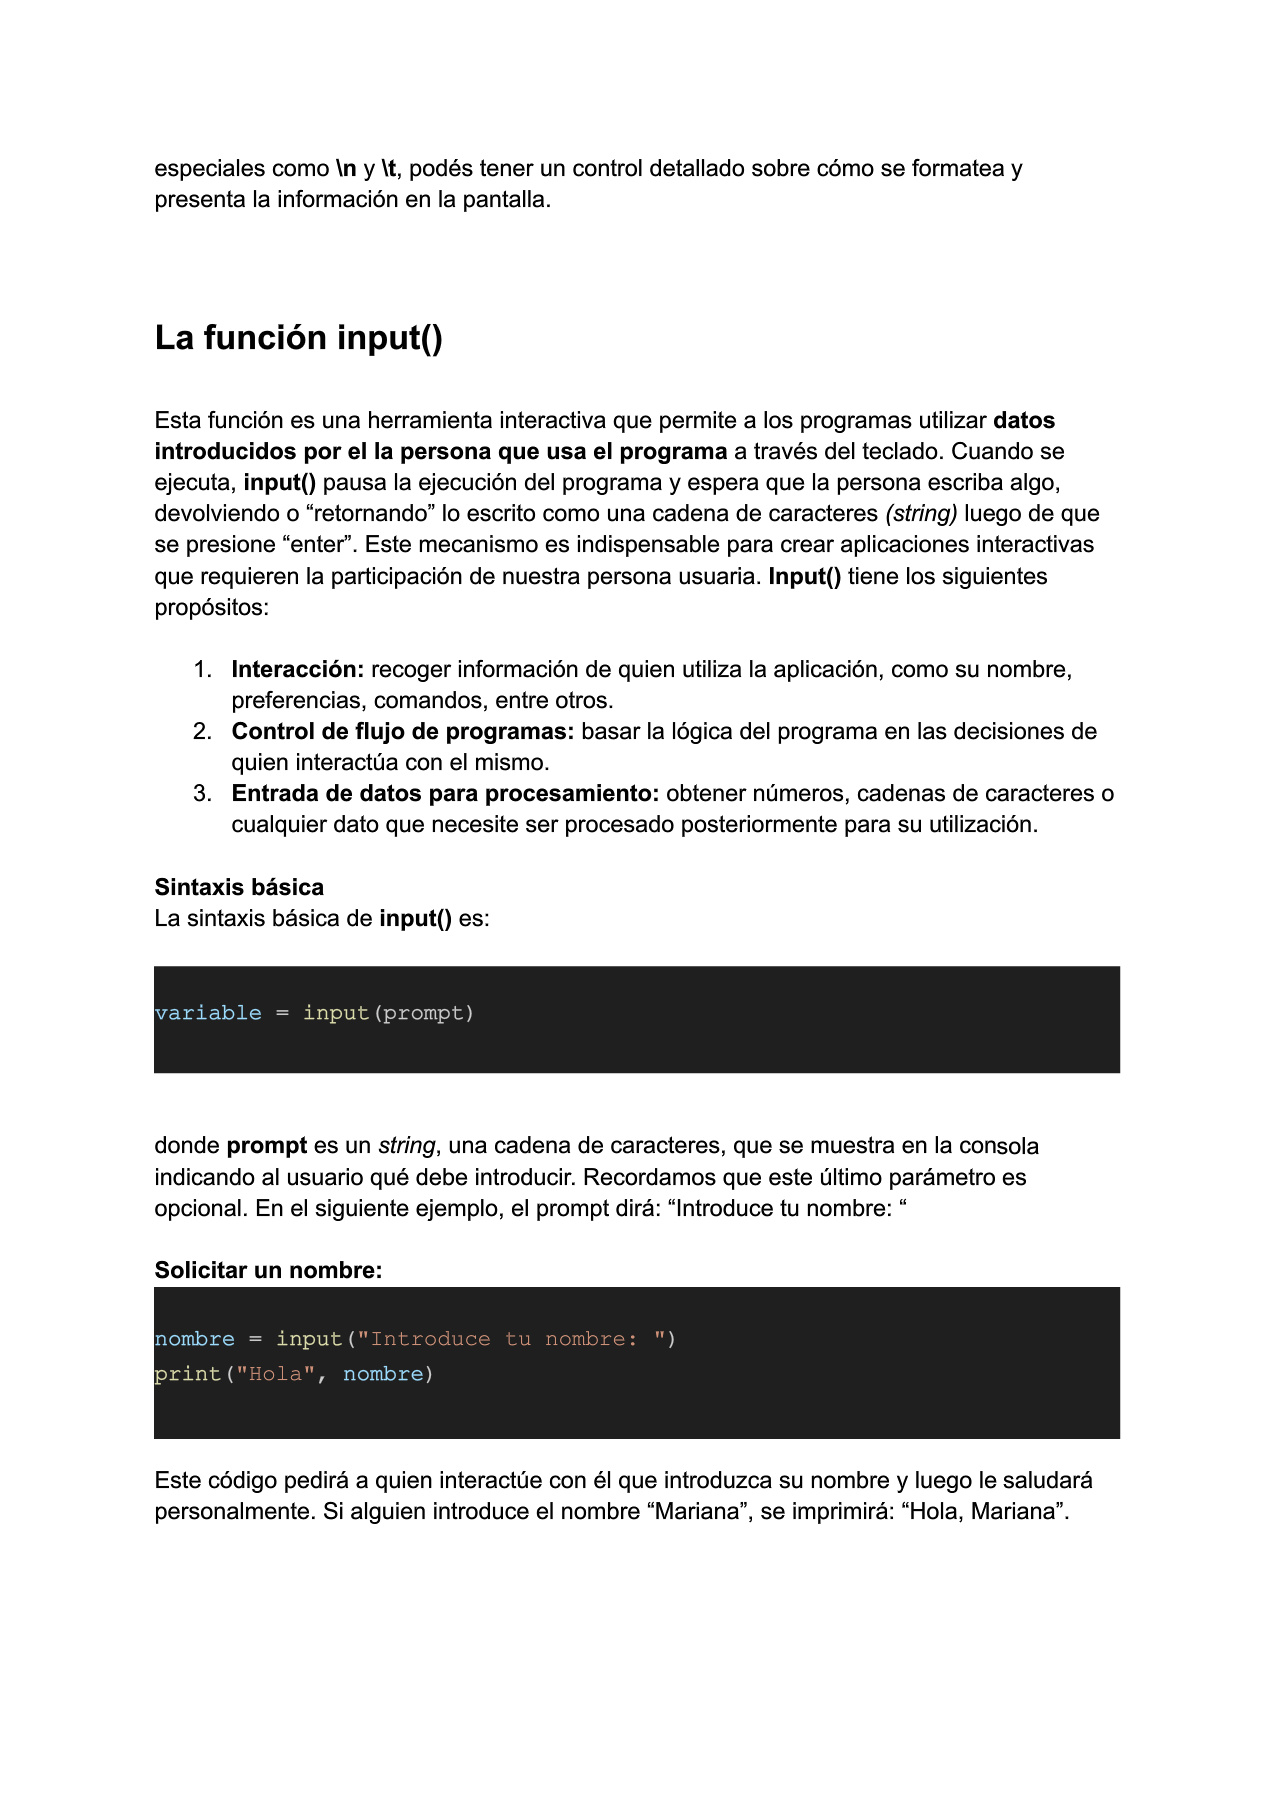 especiales como \n y \t, podés tener un control detallado sobre cómo se formatea y
presenta la información en la pantalla.
La función input()
Esta función es una herramienta interactiva que permite a los programas utilizar datos
introducidos por el la persona que usa el programa a través del teclado. Cuando se
ejecuta, input() pausa la ejecución del programa y espera que la persona escriba algo,
devolviendo o “retornando” lo escrito como una cadena de caracteres (string) luego de que
se presione “enter”. Este mecanismo es indispensable para crear aplicaciones interactivas
que requieren la participación de nuestra persona usuaria. Input() tiene los siguientes
propósitos:
1. Interacción: recoger información de quien utiliza la aplicación, como su nombre,
preferencias, comandos, entre otros.
2. Control de flujo de programas: basar la lógica del programa en las decisiones de
quien interactúa con el mismo.
3. Entrada de datos para procesamiento: obtener números, cadenas de caracteres o
cualquier dato que necesite ser procesado posteriormente para su utilización.
Sintaxis básica
La sintaxis básica de input() es:
variable = input(prompt)
donde prompt es un string, una cadena de caracteres, que se muestra en la consola
indicando al usuario qué debe introducir. Recordamos que este último parámetro es
opcional. En el siguiente ejemplo, el prompt dirá: “Introduce tu nombre: “
Solicitar un nombre:
nombre = input("Introduce tu nombre: ")
print("Hola", nombre)
Este código pedirá a quien interactúe con él que introduzca su nombre y luego le saludará
personalmente. Si alguien introduce el nombre “Mariana”, se imprimirá: “Hola, Mariana”.